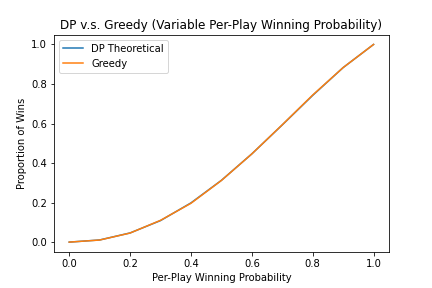 DP v.s. Greedy (Variable Per-Play Winning Probability)
DP Theoretical
Greedy
Proportion of Wins
1.0
0.8
0.6
0.4
0.2
0.0
0.0 0.2 0.4 0.6 0.8 1.0
Per-Play Winning Probability